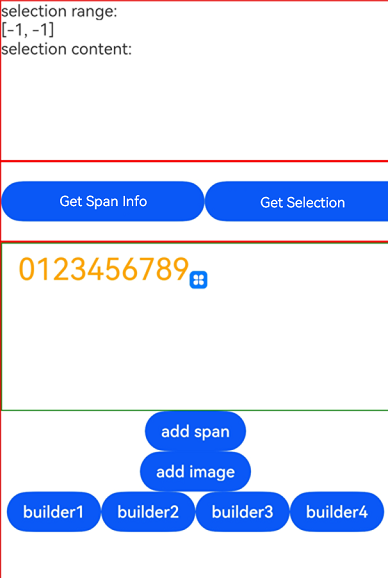 selection range:
[-1, -1]
selection content:
Get Span Info Get Selection
0123456789
add span
add image
builder1 builder2 builder3 builder4